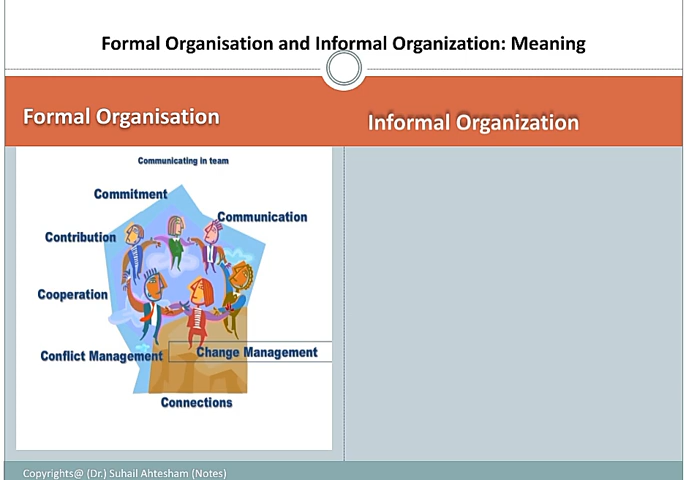 Formal Organisation and Informal Organization: Meaning
Formal Organisation
Informal Organization
Communicating in team
Commitment
Communication
Contribution
Cooperation
Conflict Management
Change Management
Connections
Copyrights@ (Dr.) Suhail Ahtesham (Notes)